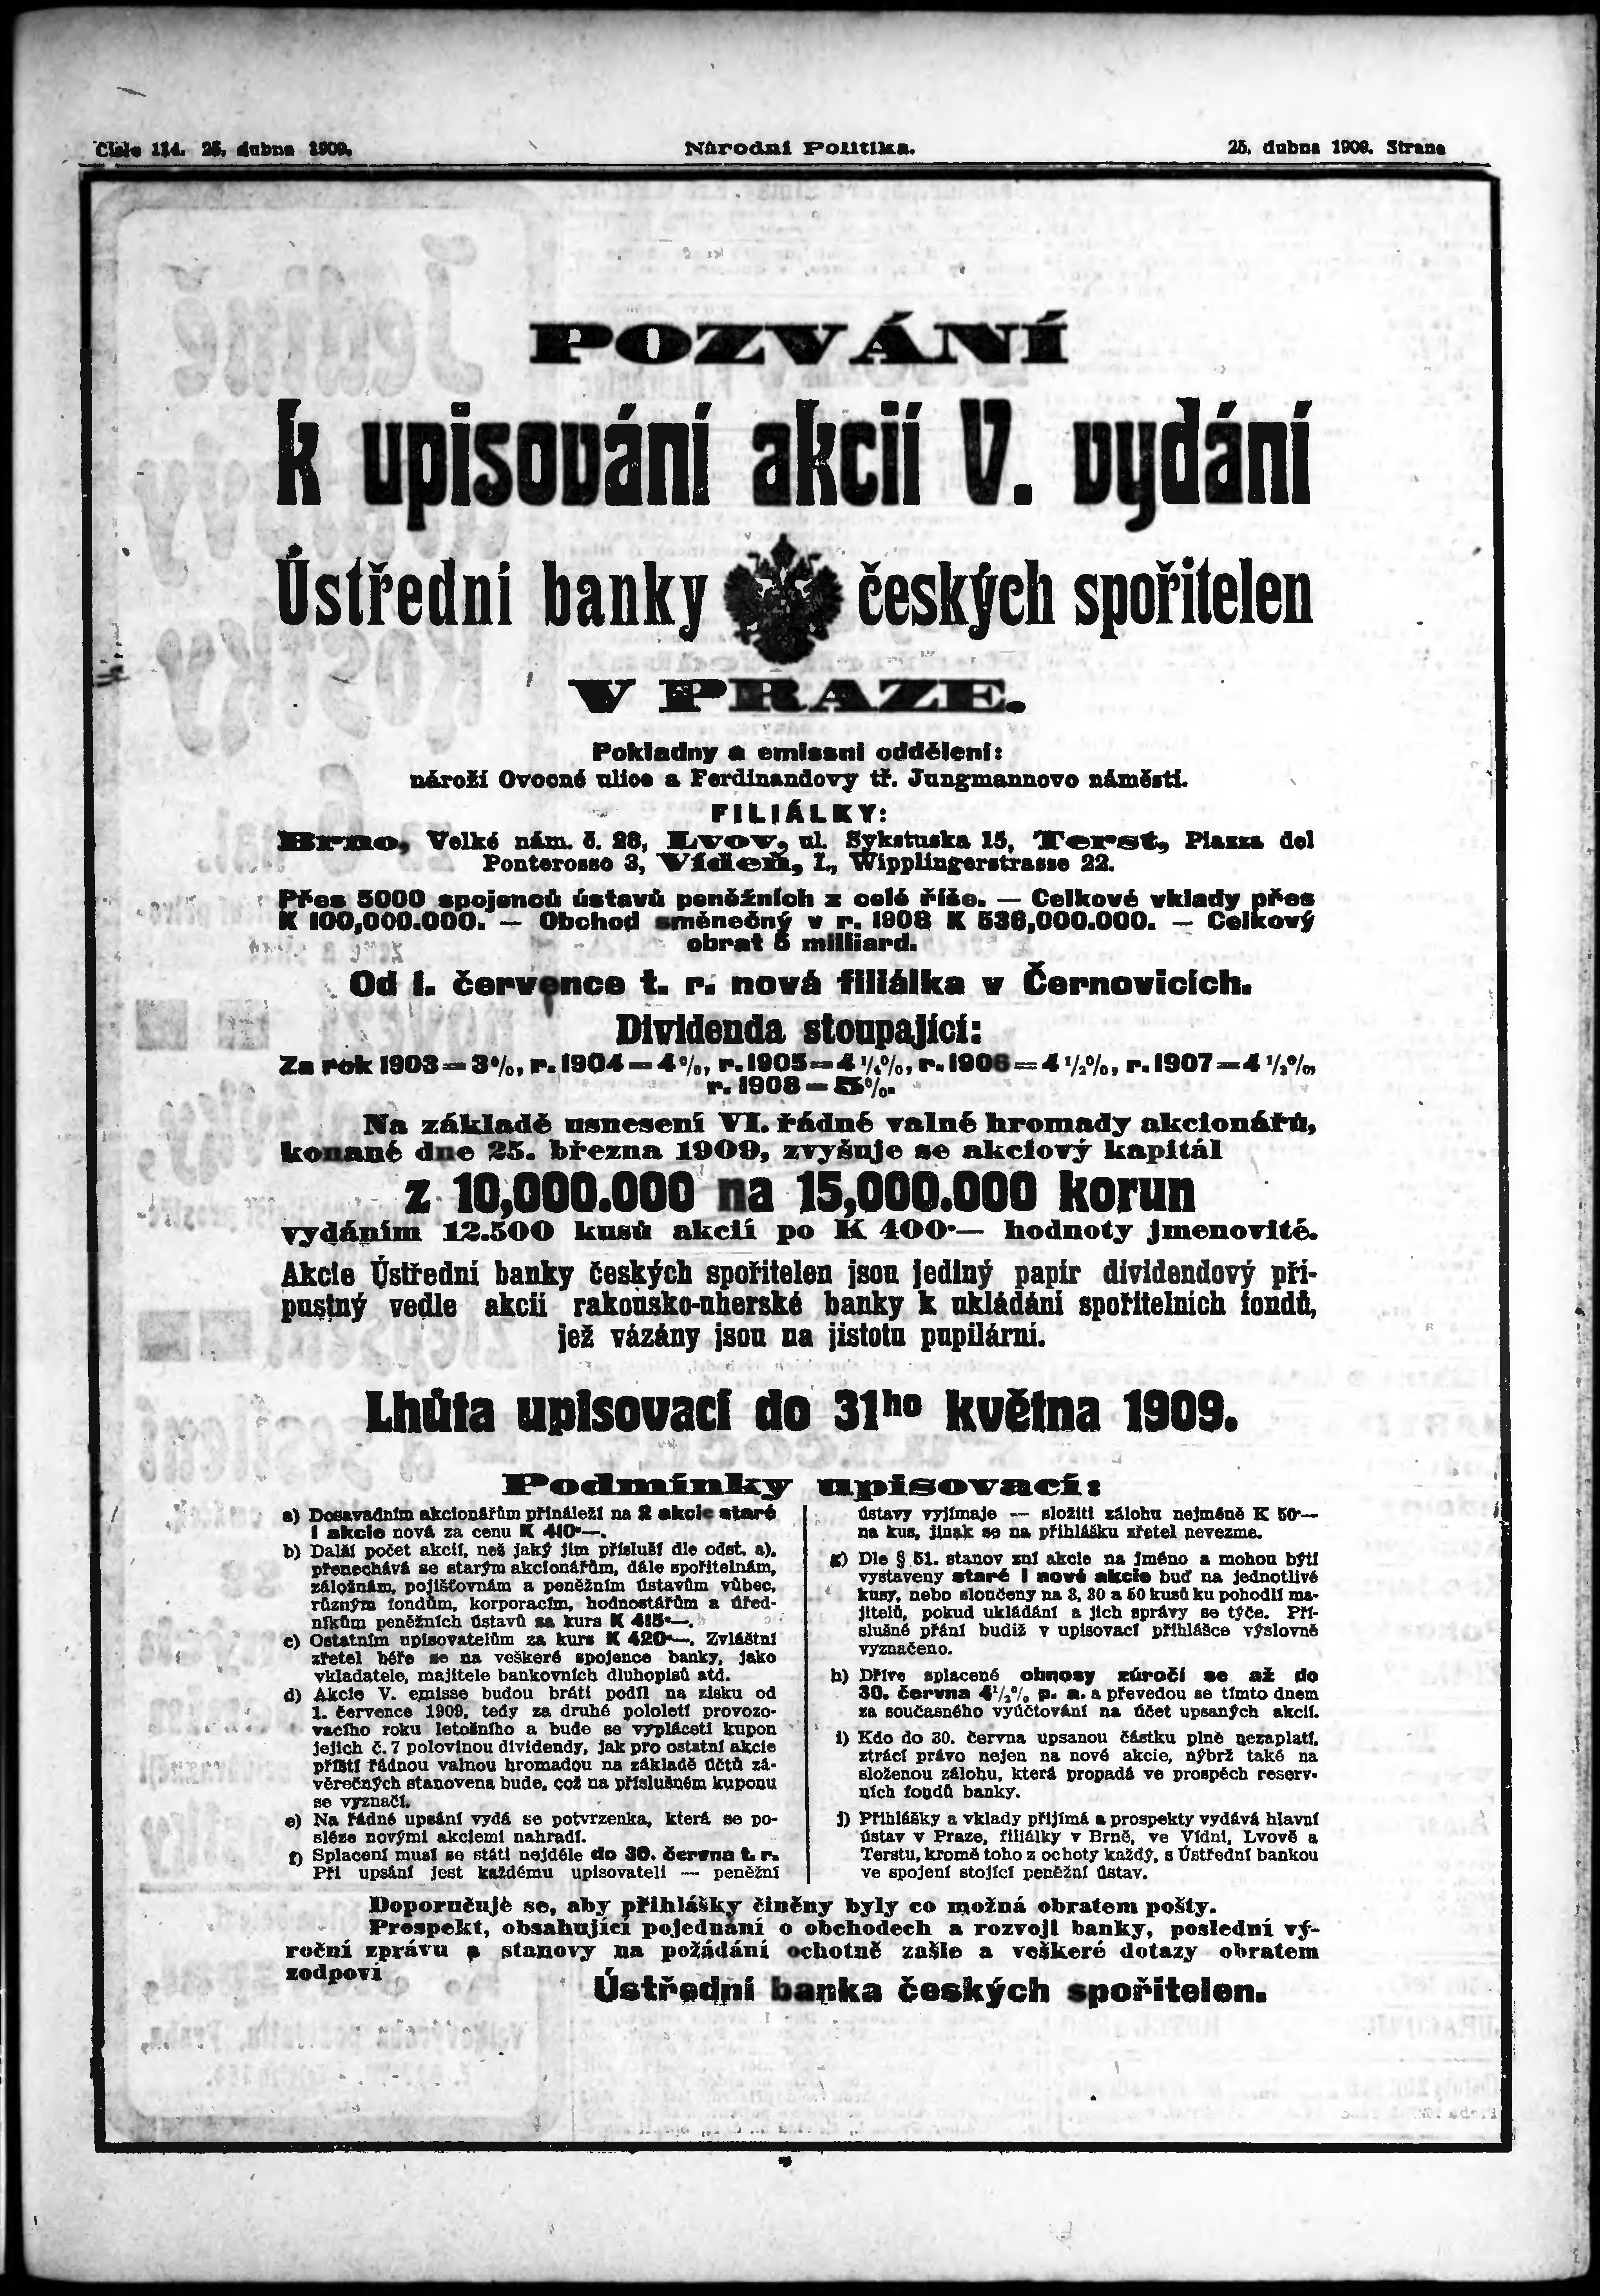 Číslo 114. 25. dubna 1909.
Národní Politika.
25. dubna 1909. Strana
POZVÁNÍ
k upisování akcií V. vydání
Ústřední banky českých spořitelen
V PRAZE.
Pokladny a emissní oddělení:
nároží Ovocné ulice a Ferdinandovy tř. Jungmannovo náměstí.
FILIÁLKY:
Brno, Velké nám. č. 28, Lvov, ul. Sykstuska 15, Terst, Piazza del
Ponterosso 3, Vídeň, I., Wipplingerstrasse 22.
Přes 5000 spojenců ústavů peněžních z celé říše. — Celkové vklady přes
K 100,000.000. — Obchod směnečný v r. 1908 K 536,000.000. — Celkový
obrat 5 milliard.
Od 1. července t. r. nová filiálka v Černovicích.
Dividenda stoupající:
Za rok 1903 = 3%, r. 1904 = 4%, r. 1905 = 4 1/4%, r. 1906 = 4 1/2%, r. 1907 = 4 1/2%,
r. 1908 = 5%.
Na základě usnesení VI. řádné valné hromady akcionářů,
konané dne 25. března 1909, zvyšuje se akciový kapitál
z 10,000.000 na 15,000.000 korun
vydáním 12.500 kusů akcií po K 400·— hodnoty jmenovité.
Akcie Ústřední banky českých spořitelen jsou jediný papír dividendový pří-
pustný vedle akcií rakousko-uherské banky k ukládání spořitelních fondů,
jež vázány jsou na jistotu pupilární.
Lhůta upisovací do 31ho května 1909.
Podmínky upisovací:
a) Dosavadním akcionářům přináleží na 2 akcie staré
1 akcie nová za cenu K 410·—.
b) Další počet akcií, než jaký jim přísluší dle odst. a),
přenechává se starým akcionářům, dále spořitelnám,
záložnám, pojišťovnám a peněžním ústavům vůbec,
různým fondům, korporacím, hodnostářům a úřed-
níkům peněžních ústavů za kurs K 415·—.
c) Ostatním upisovatelům za kurs K 420·—. Zvláštní
zřetel béře se na veškeré spojence banky, jako
vkladatele, majitele bankovních dluhopisů atd.
d) Akcie V. emisse budou bráti podíl na zisku od
1. července 1909, tedy za druhé pololetí provozo-
vacího roku letošního a bude se vypláceti kupon
jejich č. 7 polovinou dividendy, jak pro ostatní akcie
příští řádnou valnou hromadou na základě účtů zá-
věrečných stanovena bude, což na příslušném kuponu
se vyznačí.
e) Na řádné upsání vydá se potvrzenka, která se po-
sléze novými akciemi nahradí.
f) Splacení musí se státi nejdéle do 30. června t. r.
Při upsání jest každému upisovateli — peněžní
ústavy vyjímaje — složiti zálohu nejméně K 50·—
na kus, jinak se na přihlášku zřetel nevezme.
g) Dle § 51. stanov zní akcie na jméno a mohou býti
vystaveny staré i nové akcie buď na jednotlivé
kusy, nebo sloučeny na 3, 30 a 50 kusů ku pohodlí ma-
jitelů, pokud ukládání a jich správy se týče. Pří-
slušné přání budiž v upisovací přihlášce výslovně
vyznačeno.
h) Dříve splacené obnosy zúročí se až do
30. června 4 1/2% p. a. a převedou se tímto dnem
za současného vyúčtování na účet upsaných akcií.
i) Kdo do 30. června upsanou částku plně nezaplatí,
ztrácí právo nejen na nové akcie, nýbrž také na
složenou zálohu, která propadá ve prospěch reserv-
ních fondů banky.
j) Přihlášky a vklady přijímá a prospekty vydává hlavní
ústav v Praze, filiálky v Brně, ve Vídni, Lvově a
Terstu, kromě toho z ochoty každý, s Ústřední bankou
ve spojení stojící peněžní ústav.
Doporučuje se, aby přihlášky činěny byly co možná obratem pošty.
Prospekt, obsahující pojednání o obchodech a rozvoji banky, poslední vý-
roční zprávu a stanovy na požádání ochotně zašle a veškeré dotazy obratem
zodpoví
Ústřední banka českých spořitelen.